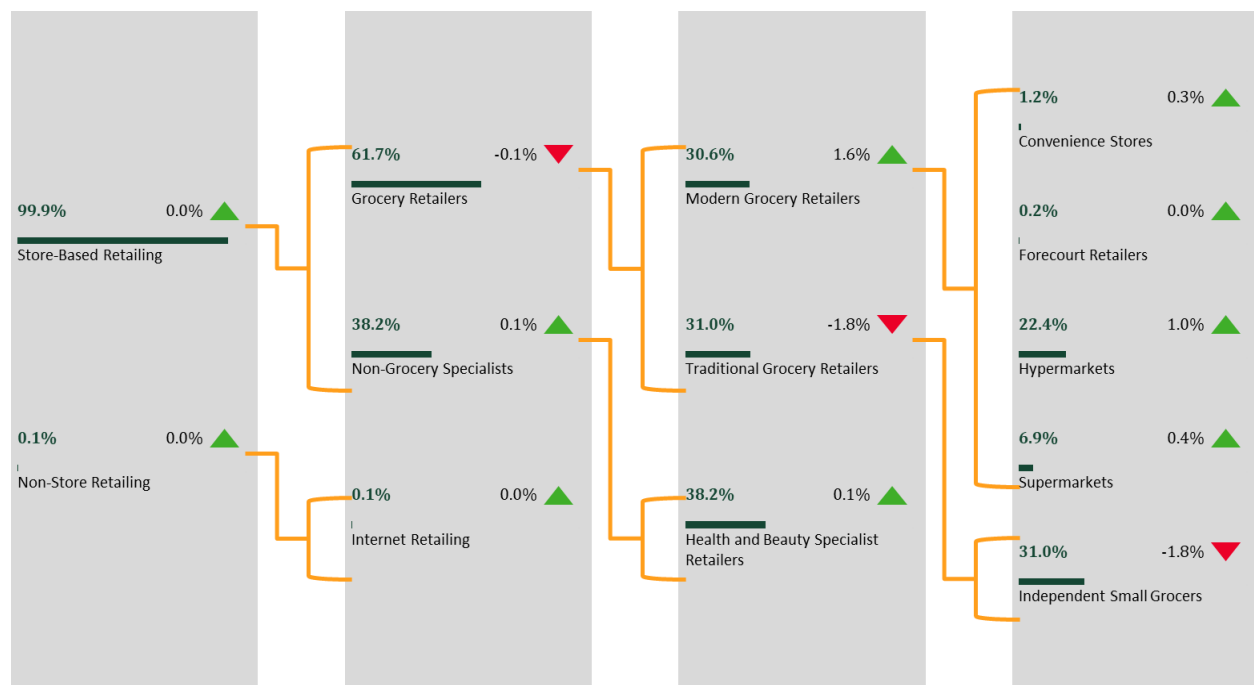 99.9% 0.0%
Store-Based Retailing
0.1% 0.0%
Non-Store Retailing
61.7% -0.1%
Grocery Retailers
38.2% 0.1%
Non-Grocery Specialists
0.1% 0.0%
Internet Retailing
30.6% 1.6%
Modern Grocery Retailers
31.0% -1.8%
Traditional Grocery Retailers
38.2% 0.1%
Health and Beauty Specialist
Retailers
1.2% 0.3%
Convenience Stores
0.2% 0.0%
Forecourt Retailers
22.4% 1.0%
Hypermarkets
6.9% 0.4%
Supermarkets
31.0% -1.8%
Independent Small Grocers